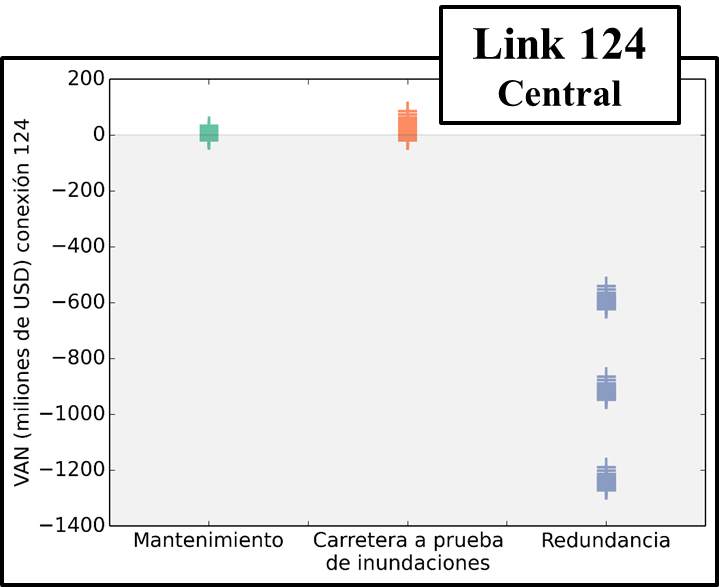 Link 124
Central
VAN (miliones de USD) conexión 124
200
0
−200
−400
−600
−800
−1000
−1200
−1400
Mantenimiento
Carretera a prueba
de inundaciones
Redundancia